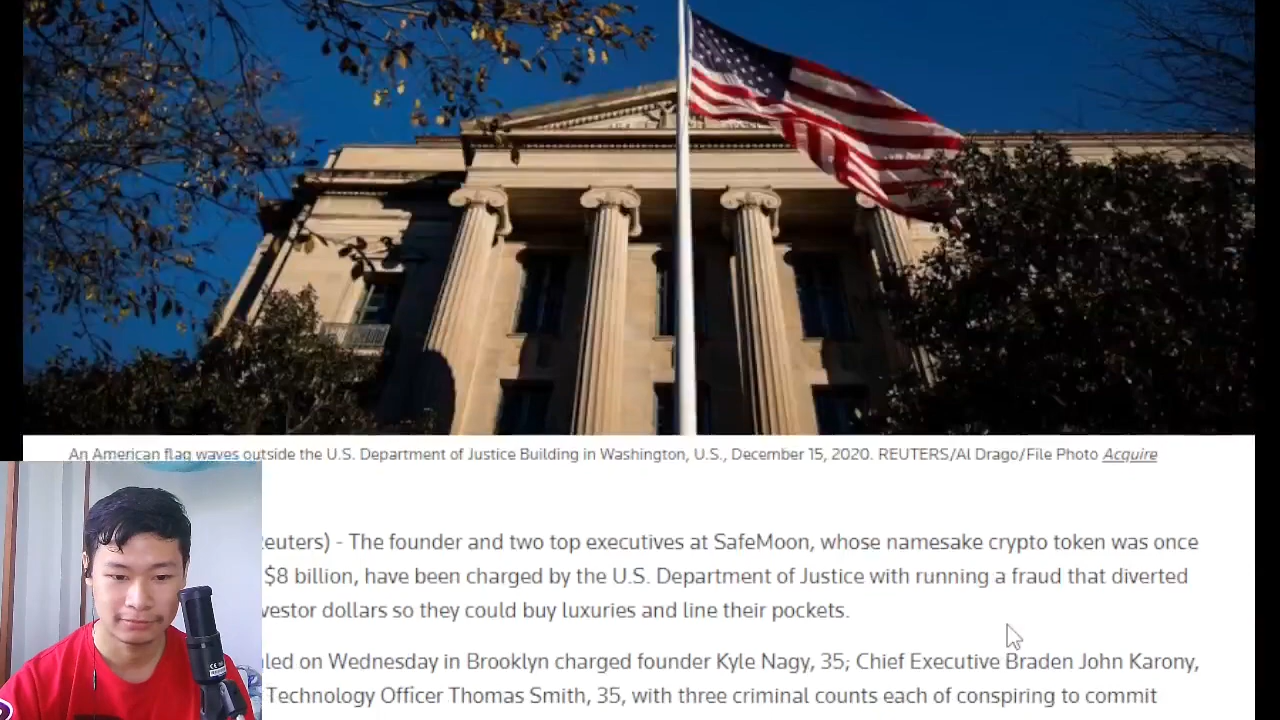 An American flag waves outside the U.S. Department of Justice Building in Washington, U.S., December 15, 2020. REUTERS/Al Drago/File Photo Acquire
euters) - The founder and two top executives at SafeMoon, whose namesake crypto token was once
$8 billion, have been charged by the U.S. Department of Justice with running a fraud that diverted
vestor dollars so they could buy luxuries and line their pockets.
led on Wednesday in Brooklyn charged founder Kyle Nagy, 35; Chief Executive Braden John Karony,
Technology Officer Thomas Smith, 35, with three criminal counts each of conspiring to commit